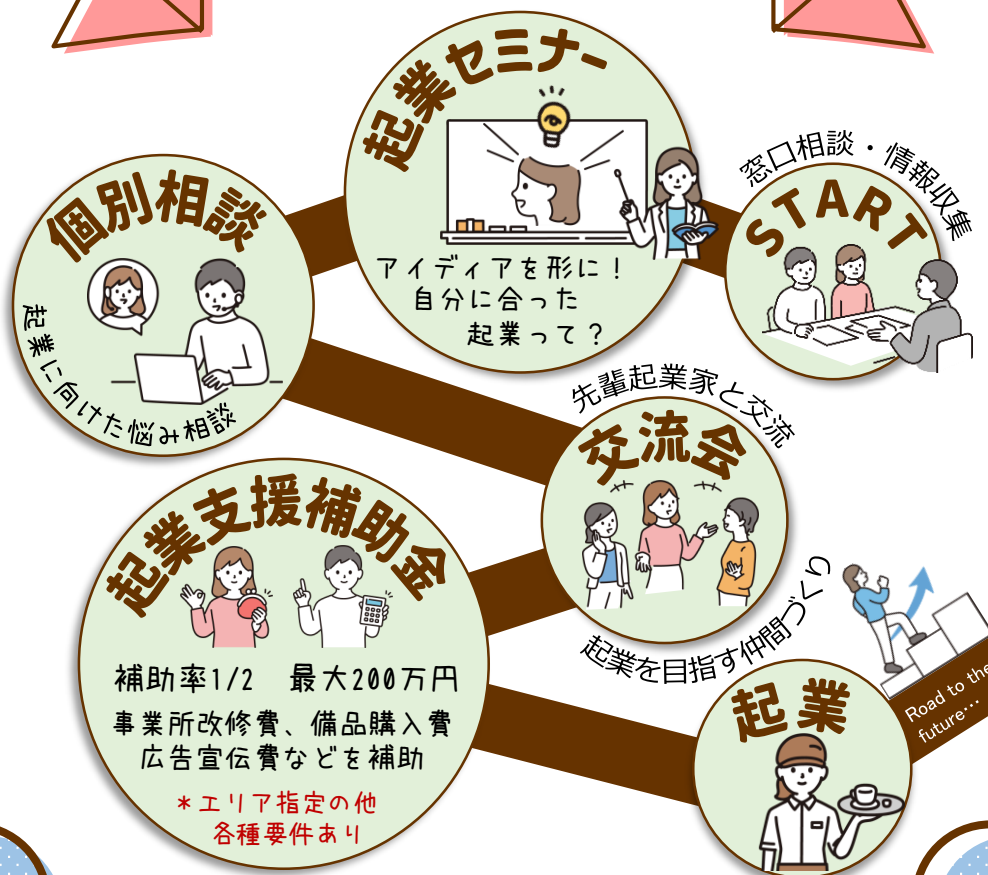 窓口相談・情報収集
START
起業セミナー
アイディアを形に！
自分に合った
起業って？
個別相談
起業に向けた悩み相談
先輩起業家と交流
交流会
起業を目指す仲間づくり
起業支援補助金
補助率1/2　最大200万円
事業所改修費、備品購入費
広告宣伝費などを補助
＊エリア指定の他
各種要件あり
起業
Road to the
future…